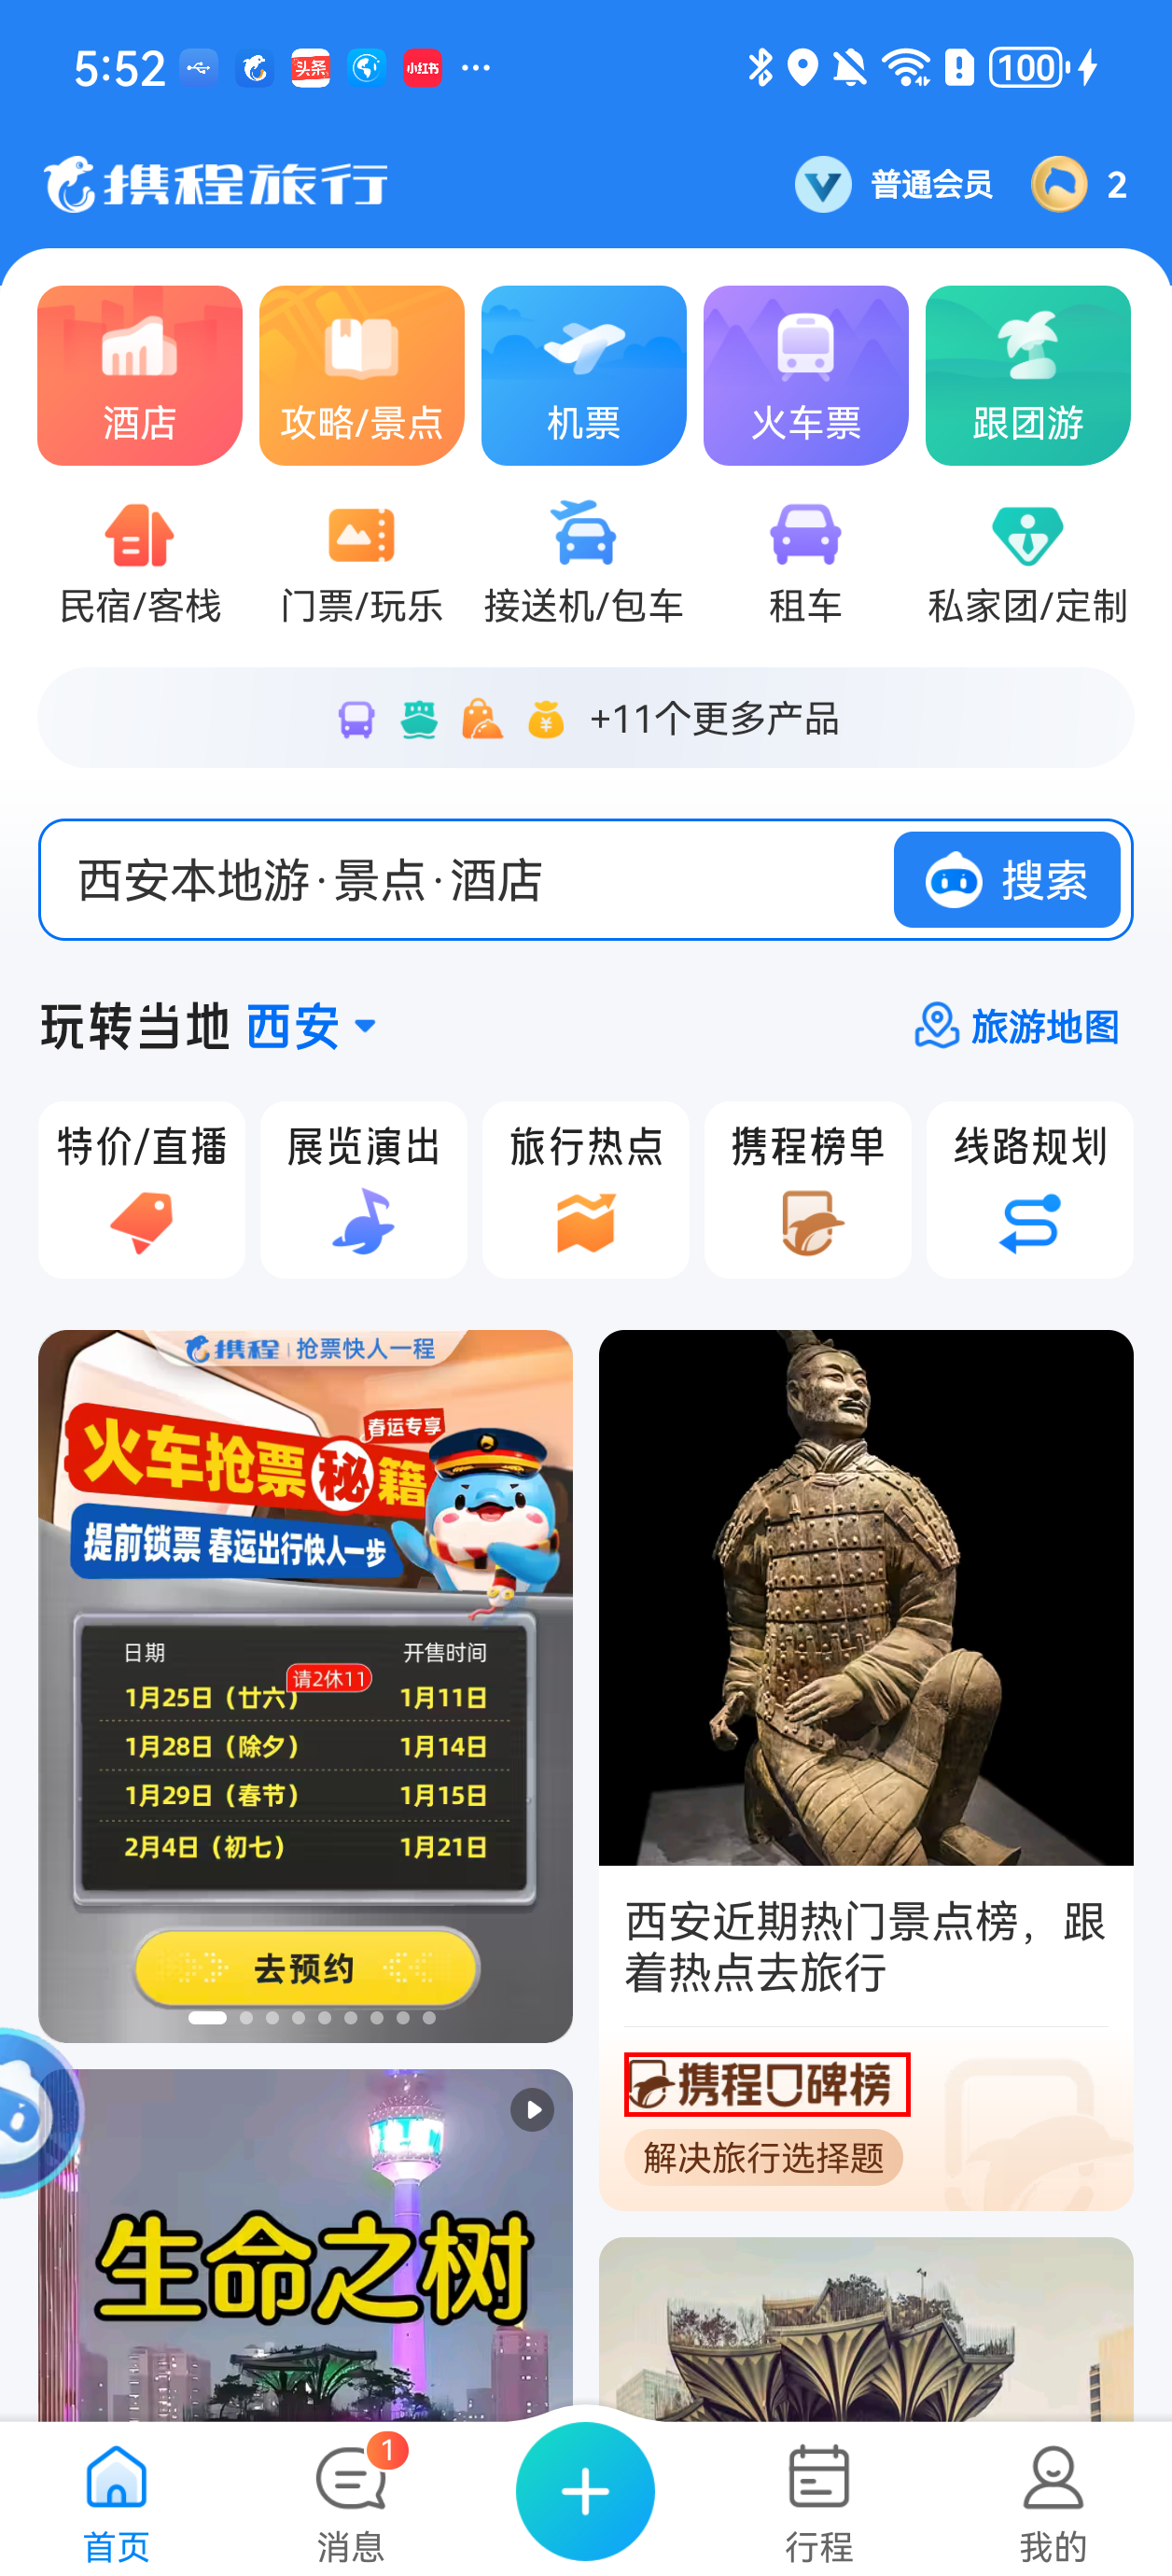 5:52
头条
小红书
100
携程旅行
普通会员
2
酒店
攻略/景点
机票
火车票
跟团游
民宿/客栈
门票/玩乐
接送机/包车
租车
私家团/定制
+11个更多产品
西安本地游·景点·酒店
搜索
玩转当地 西安
旅游地图
特价/直播
展览演出
旅行热点
携程榜单
线路规划
携程 | 抢票快人一程
春运专享
火车抢票秘籍
提前锁票 春运出行快人一步
日期 开售时间
请2休11
1月25日（廿六） 1月11日
1月28日（除夕） 1月14日
1月29日（春节） 1月15日
2月4日（初七） 1月21日
去预约
西安近期热门景点榜，跟
着热点去旅行
携程口碑榜
解决旅行选择题
生命之树
首页
1
消息
行程
我的